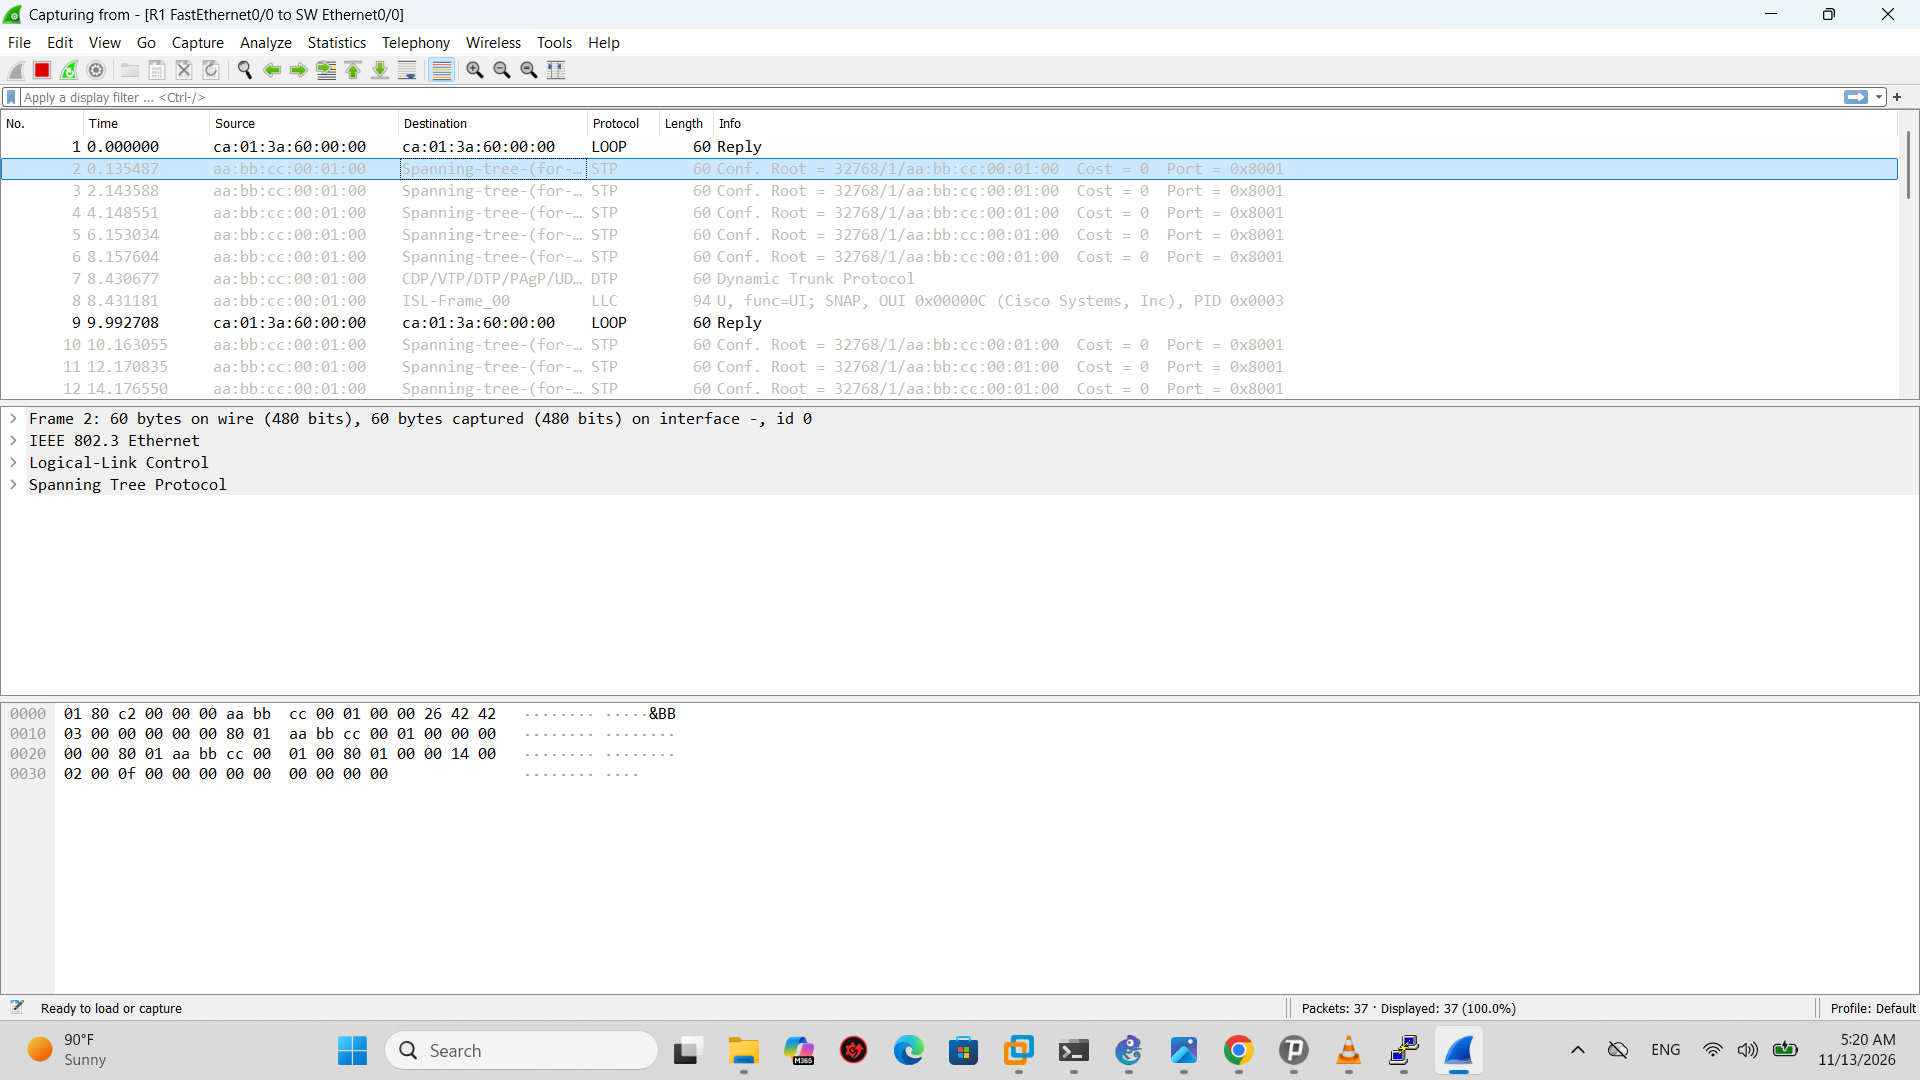 Capturing from - [R1 FastEthernet0/0 to SW Ethernet0/0]
File Edit View Go Capture Analyze Statistics Telephony Wireless Tools Help
Apply a display filter ... <Ctrl-/>
No. Time Source Destination Protocol Length Info
1 0.000000 ca:01:3a:60:00:00 ca:01:3a:60:00:00 LOOP 60 Reply
2 0.135487 aa:bb:cc:00:01:00 Spanning-tree-(for-… STP 60 Conf. Root = 32768/1/aa:bb:cc:00:01:00 Cost = 0 Port = 0x8001
3 2.143588 aa:bb:cc:00:01:00 Spanning-tree-(for-… STP 60 Conf. Root = 32768/1/aa:bb:cc:00:01:00 Cost = 0 Port = 0x8001
4 4.148551 aa:bb:cc:00:01:00 Spanning-tree-(for-… STP 60 Conf. Root = 32768/1/aa:bb:cc:00:01:00 Cost = 0 Port = 0x8001
5 6.153034 aa:bb:cc:00:01:00 Spanning-tree-(for-… STP 60 Conf. Root = 32768/1/aa:bb:cc:00:01:00 Cost = 0 Port = 0x8001
6 8.157604 aa:bb:cc:00:01:00 Spanning-tree-(for-… STP 60 Conf. Root = 32768/1/aa:bb:cc:00:01:00 Cost = 0 Port = 0x8001
7 8.430677 aa:bb:cc:00:01:00 CDP/VTP/DTP/PAgP/UD… DTP 60 Dynamic Trunk Protocol
8 8.431181 aa:bb:cc:00:01:00 ISL-Frame_00 LLC 94 U, func=UI; SNAP, OUI 0x00000C (Cisco Systems, Inc), PID 0x0003
9 9.992708 ca:01:3a:60:00:00 ca:01:3a:60:00:00 LOOP 60 Reply
10 10.163055 aa:bb:cc:00:01:00 Spanning-tree-(for-… STP 60 Conf. Root = 32768/1/aa:bb:cc:00:01:00 Cost = 0 Port = 0x8001
11 12.170835 aa:bb:cc:00:01:00 Spanning-tree-(for-… STP 60 Conf. Root = 32768/1/aa:bb:cc:00:01:00 Cost = 0 Port = 0x8001
12 14.176550 aa:bb:cc:00:01:00 Spanning-tree-(for-… STP 60 Conf. Root = 32768/1/aa:bb:cc:00:01:00 Cost = 0 Port = 0x8001
Frame 2: 60 bytes on wire (480 bits), 60 bytes captured (480 bits) on interface -, id 0
IEEE 802.3 Ethernet
Logical-Link Control
Spanning Tree Protocol
0000 01 80 c2 00 00 00 aa bb cc 00 01 00 00 26 42 42 ········ ·····&BB
0010 03 00 00 00 00 00 80 01 aa bb cc 00 01 00 00 00 ········ ········
0020 00 00 80 01 aa bb cc 00 01 00 80 01 00 00 14 00 ········ ········
0030 02 00 0f 00 00 00 00 00 00 00 00 00 ········ ····
Ready to load or capture
Packets: 37 · Displayed: 37 (100.0%)
Profile: Default
90°F
Sunny
Search
M365
ENG
5:20 AM
11/13/2026